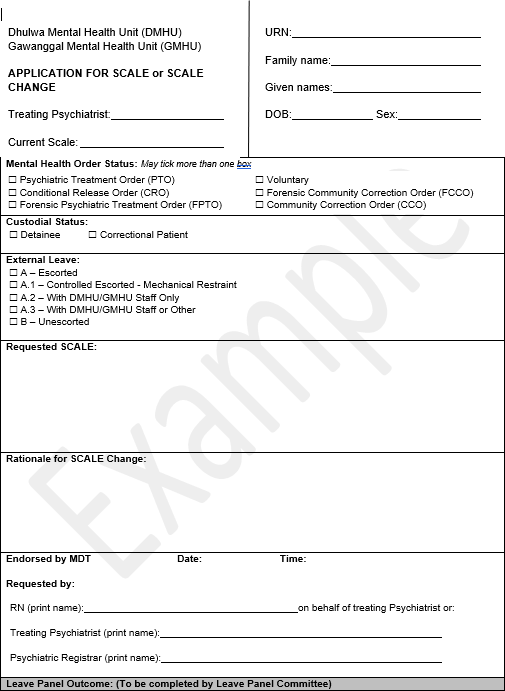 Dhulwa Mental Health Unit (DMHU)
Gawanggal Mental Health Unit (GMHU)
APPLICATION FOR SCALE or SCALE
CHANGE
Treating Psychiatrist:
Current Scale:
URN:
Family name:
Given names:
DOB: Sex:
Mental Health Order Status: May tick more than one box
☐ Psychiatric Treatment Order (PTO) ☐ Voluntary
☐ Conditional Release Order (CRO) ☐ Forensic Community Correction Order (FCCO)
☐ Forensic Psychiatric Treatment Order (FPTO) ☐ Community Correction Order (CCO)
Custodial Status:
☐ Detainee ☐ Correctional Patient
External Leave:
☐ A – Escorted
☐ A.1 – Controlled Escorted - Mechanical Restraint
☐ A.2 – With DMHU/GMHU Staff Only
☐ A.3 – With DMHU/GMHU Staff or Other
☐ B – Unescorted
Requested SCALE:
Rationale for SCALE Change:
Example
Endorsed by MDT Date: Time:
Requested by:
RN (print name): on behalf of treating Psychiatrist or:
Treating Psychiatrist (print name):
Psychiatric Registrar (print name):
Leave Panel Outcome: (To be completed by Leave Panel Committee)